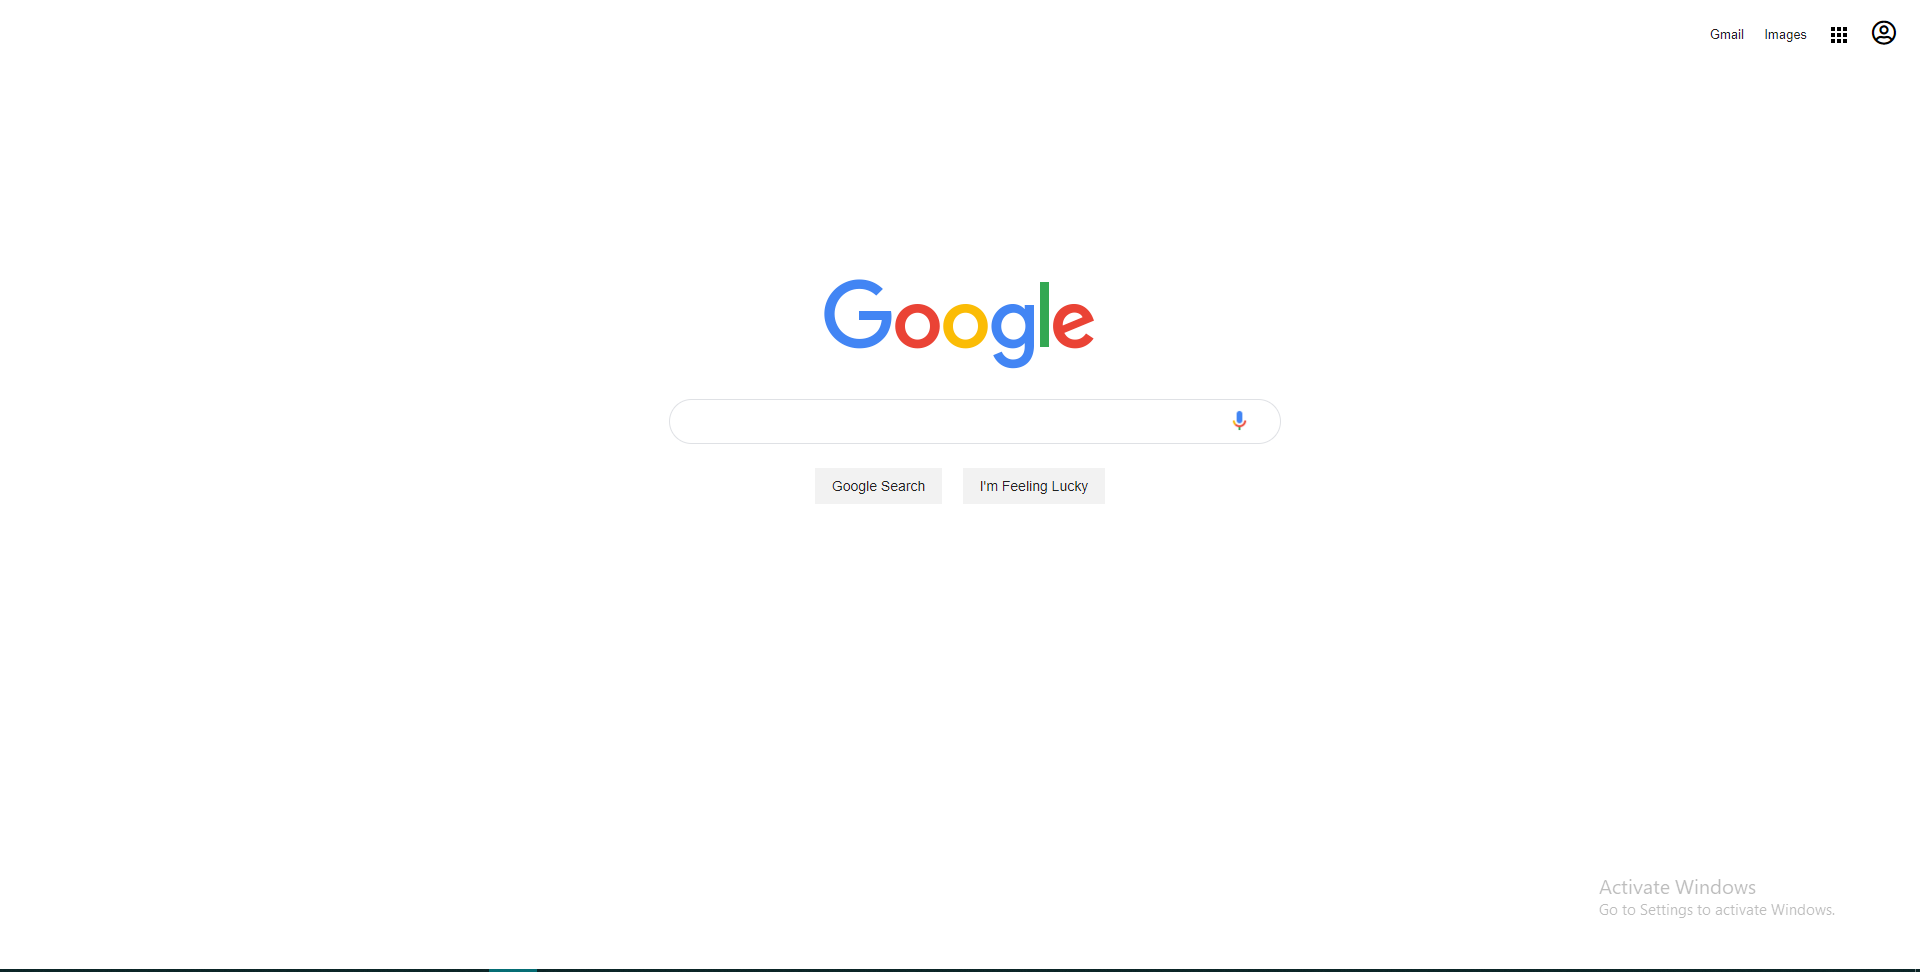 Gmail Images
Google
Google Search I'm Feeling Lucky
Activate Windows
Go to Settings to activate Windows.